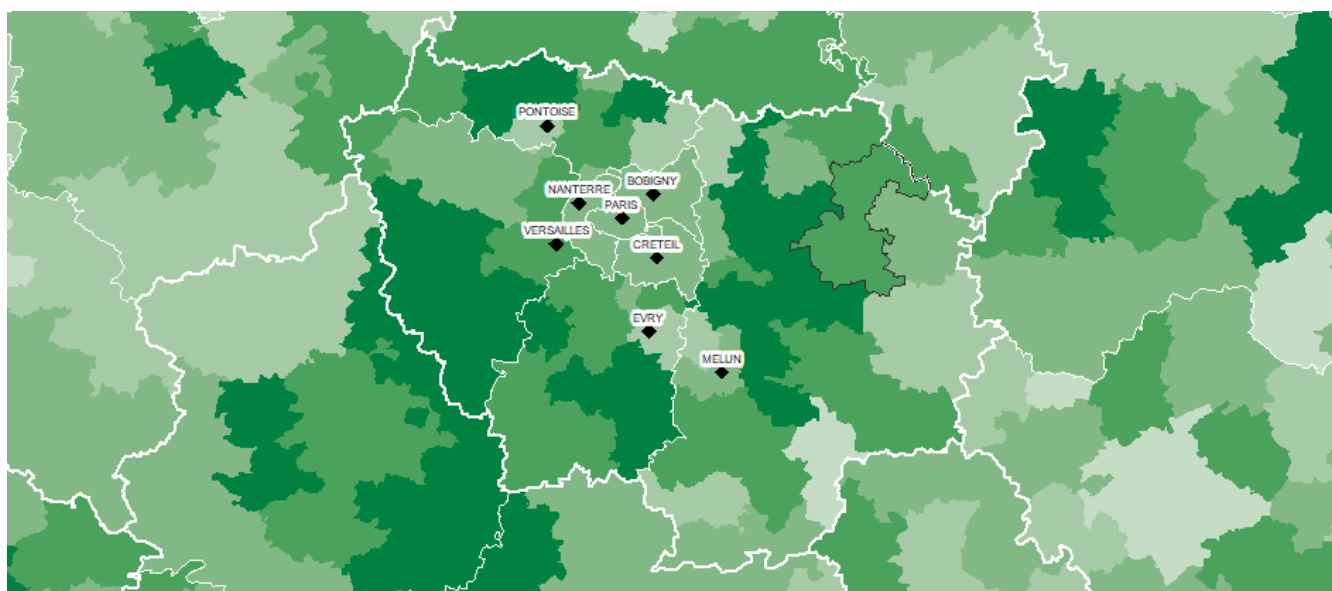 PONTOISE
BOBIGNY
NANTERRE
PARIS
VERSAILLES
CRETEIL
EVRY
MELUN